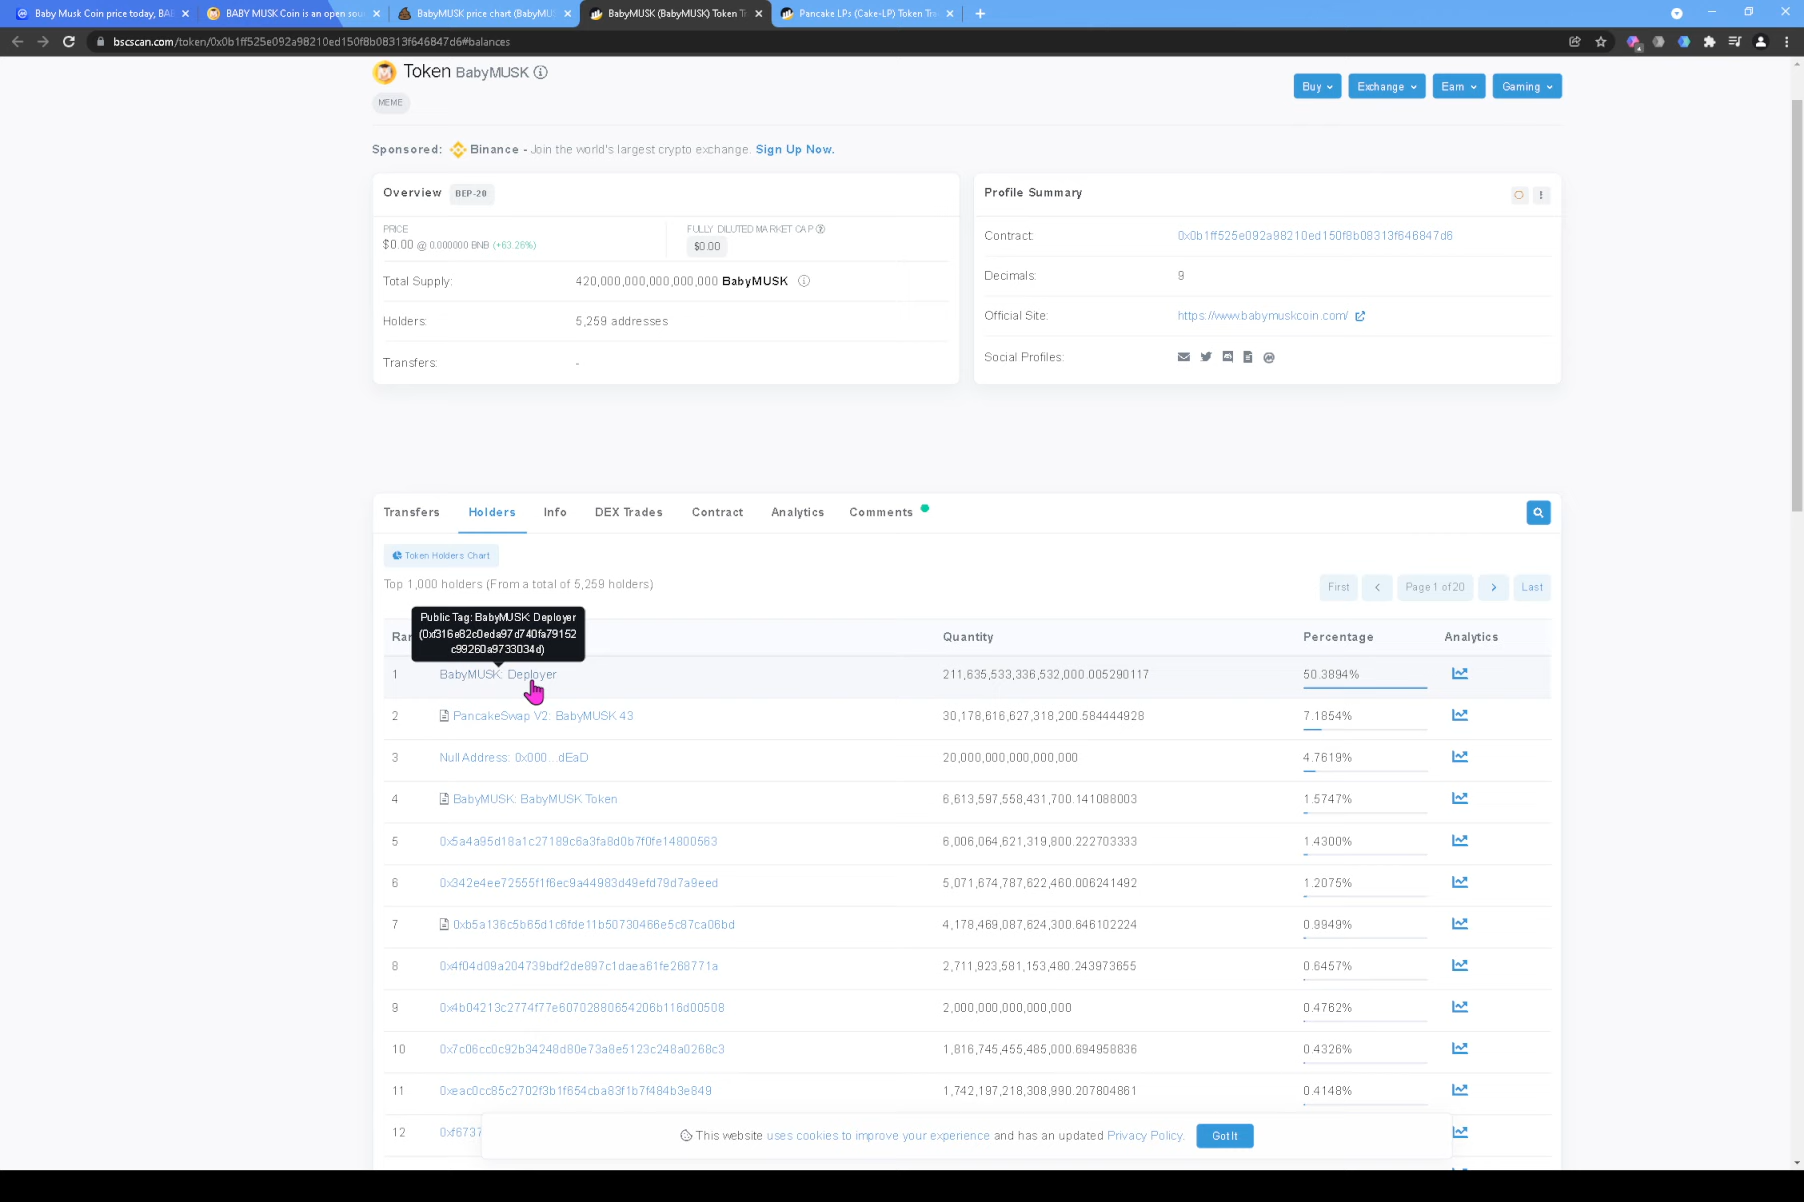 Baby Musk Coin price today, BAB
BABY MUSK Coin is an open sou
BabyMUSK price chart (BabyMU
BabyMUSK (BabyMUSK) Token T
Pancake LPs (Cake-LP) Token Tra
bscscan.com/token/0x0b1ff525e092a98210ed150f8b08313f646847d6#balances
Token BabyMUSK
Buy Exchange Earn Gaming
MEME
Sponsored: Binance - Join the world's largest crypto exchange. Sign Up Now.
Overview BEP-20
PRICE
$0.00 @ 0.000000 BNB (+63.26%)
FULLY DILUTED MARKET CAP
$0.00
Total Supply: 420,000,000,000,000,000 BabyMUSK
Holders: 5,259 addresses
Transfers: -
Profile Summary
Contract: 0x0b1ff525e092a98210ed150f8b08313f646847d6
Decimals: 9
Official Site: https://www.babymuskcoin.com/
Social Profiles:
Transfers Holders Info DEX Trades Contract Analytics Comments
Token Holders Chart
Top 1,000 holders (From a total of 5,259 holders)
First < Page 1 of 20 > Last
Public Tag: BabyMUSK: Deployer
(0xf316e82c0eda97d740fa79152
c99260a9733034d)
Ran Quantity Percentage Analytics
1 BabyMUSK: Deployer 211,635,533,336,532,000.005290117 50.3894%
2 PancakeSwap V2: BabyMUSK 43 30,178,616,627,318,200.584444928 7.1854%
3 Null Address: 0x000...dEaD 20,000,000,000,000,000 4.7619%
4 BabyMUSK: BabyMUSK Token 6,613,597,558,431,700.141088003 1.5747%
5 0x5a4a95d18a1c27189c6a3fa8d0b7f0fe14800563 6,006,064,621,319,800.222703333 1.4300%
6 0x342e4ee72555f1f6ec9a44983d49efd79d7a9eed 5,071,674,787,622,460.006241492 1.2075%
7 0xb5a136c5b65d1c6fde11b50730466e5c87ca06bd 4,178,469,087,624,300.646102224 0.9949%
8 0x4f04d09a204739bdf2de897c1daea61fe268771a 2,711,923,581,153,480.243973655 0.6457%
9 0x4b04213c2774f77e60702880654206b116d00508 2,000,000,000,000,000 0.4762%
10 0x7c06cc0c92b34248d80e73a8e5123c248a0268c3 1,816,745,455,485,000.694958836 0.4326%
11 0xeac0cc85c2702f3b1f654cba83f1b7f484b3e849 1,742,197,218,308,990.207804861 0.4148%
12 0xf6737
This website uses cookies to improve your experience and has an updated Privacy Policy. Got It